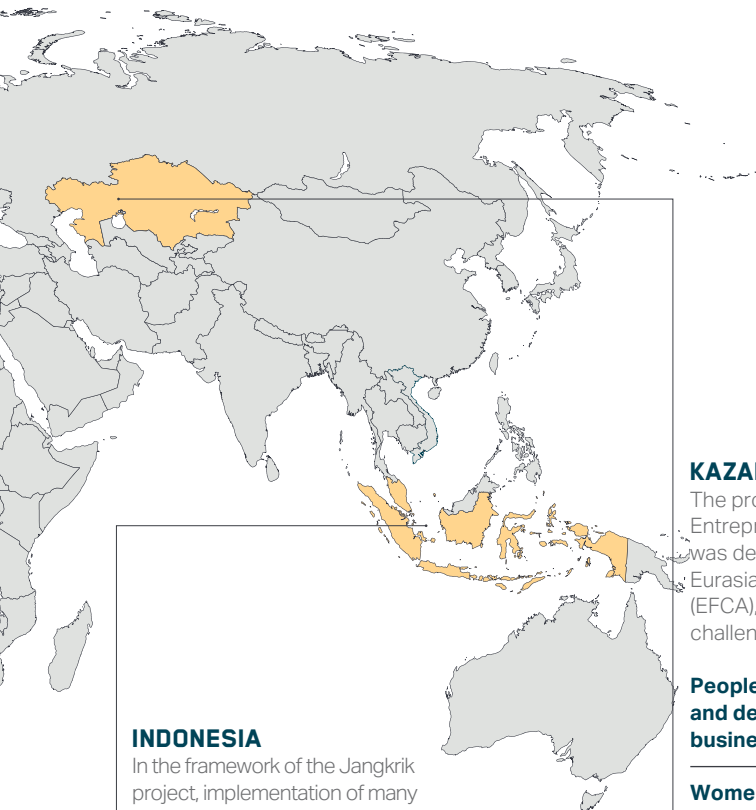 INDONESIA
In the framework of the Jangkrik
project, implementation of many
KAZA
The pro
Entrepr
was de
Eurasia
(EFCA),
challen
People
and de
busine
Wome